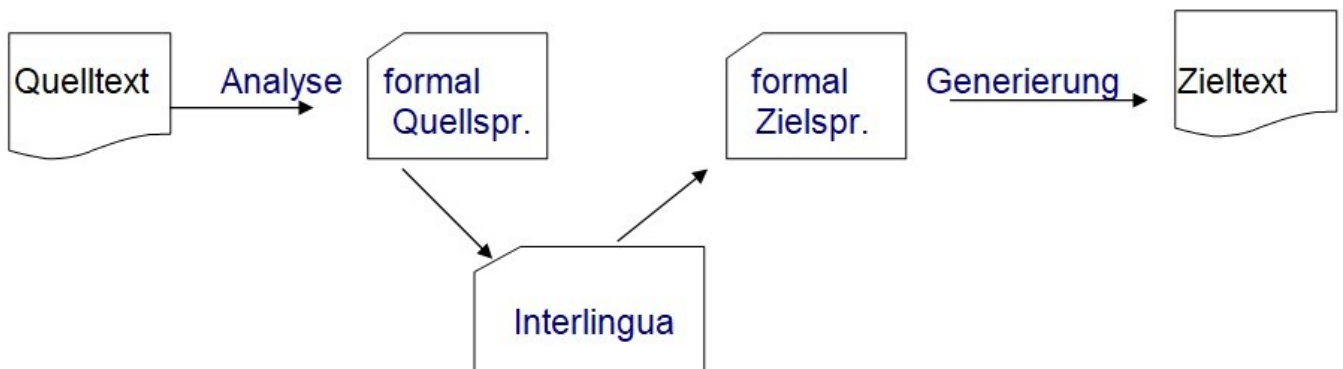 Quelltext
Analyse
formal
Quellspr.
formal
Zielspr.
Generierung
Zieltext
Interlingua